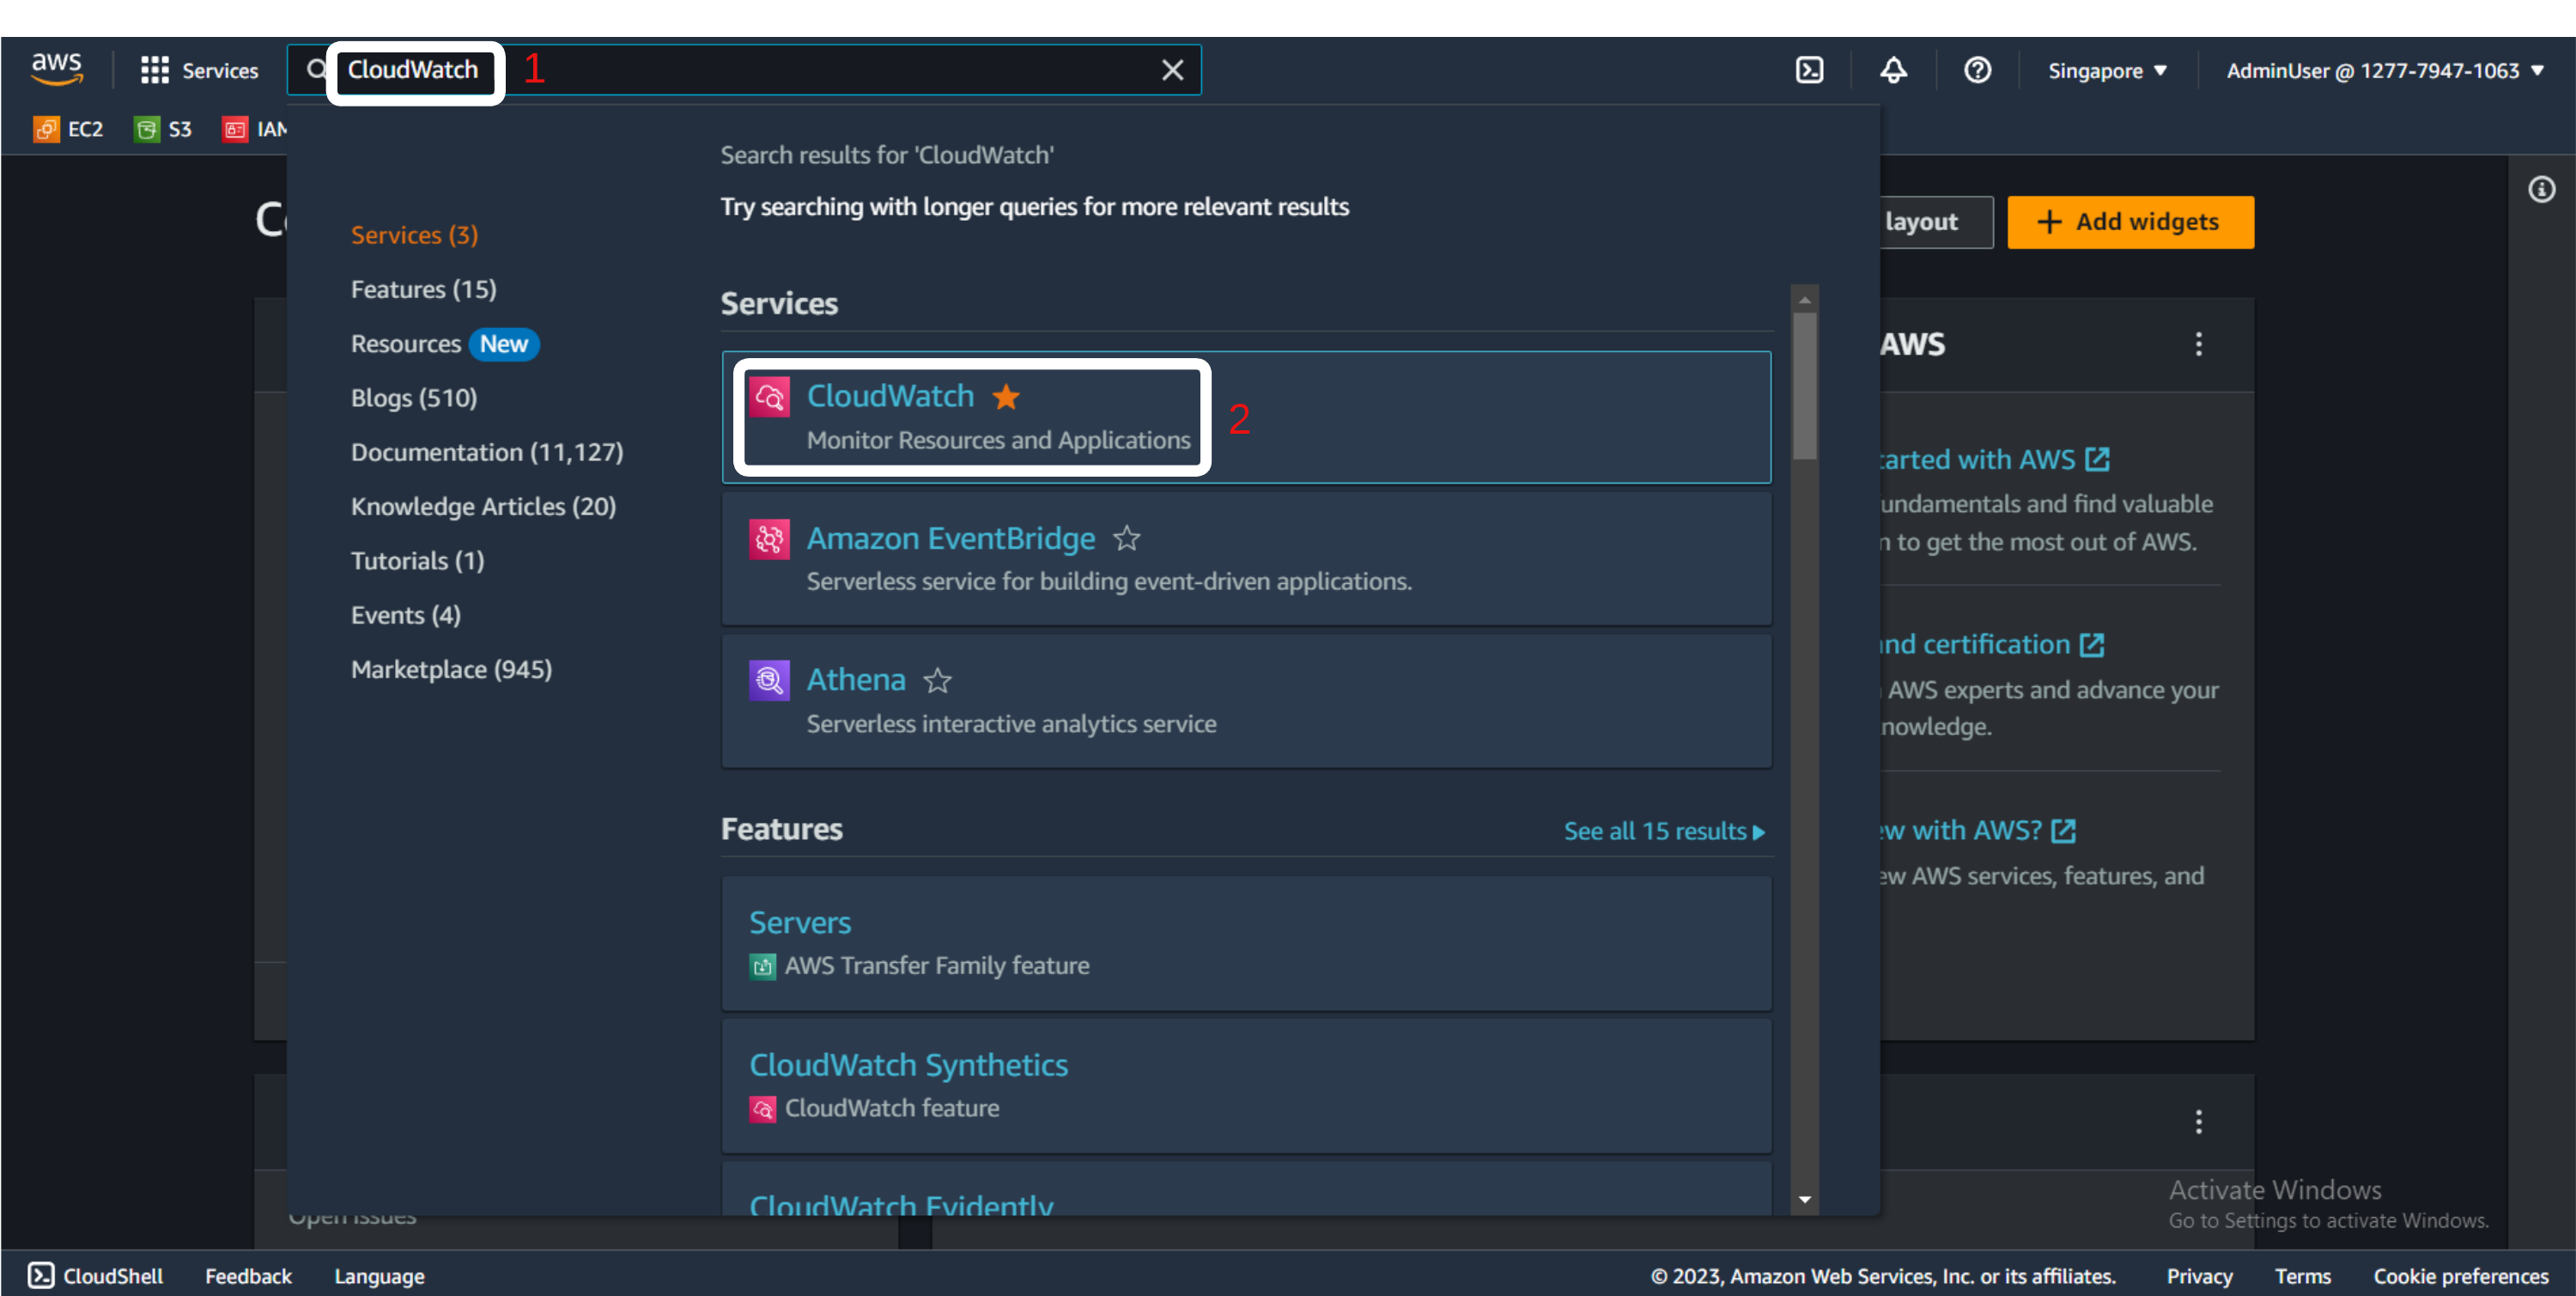 aws
Services
CloudWatch
1
Singapore
AdminUser @ 1277-7947-1063
EC2
S3
IAM
Search results for 'CloudWatch'
Try searching with longer queries for more relevant results
Services (3)
Features (15)
Resources New
Blogs (510)
Documentation (11,127)
Knowledge Articles (20)
Tutorials (1)
Events (4)
Marketplace (945)
Services
CloudWatch
Monitor Resources and Applications
2
Amazon EventBridge
Serverless service for building event-driven applications.
Athena
Serverless interactive analytics service
Features
See all 15 results
Servers
AWS Transfer Family feature
CloudWatch Synthetics
CloudWatch feature
CloudWatch Evidently
layout
+ Add widgets
AWS
with AWS
and find valuable
to get the most out of AWS.
certification
AWS experts and advance your
with AWS?
AWS services, features, and
Open issues
Activate Windows
Go to Settings to activate Windows.
CloudShell
Feedback
Language
© 2023, Amazon Web Services, Inc. or its affiliates.
Privacy
Terms
Cookie preferences